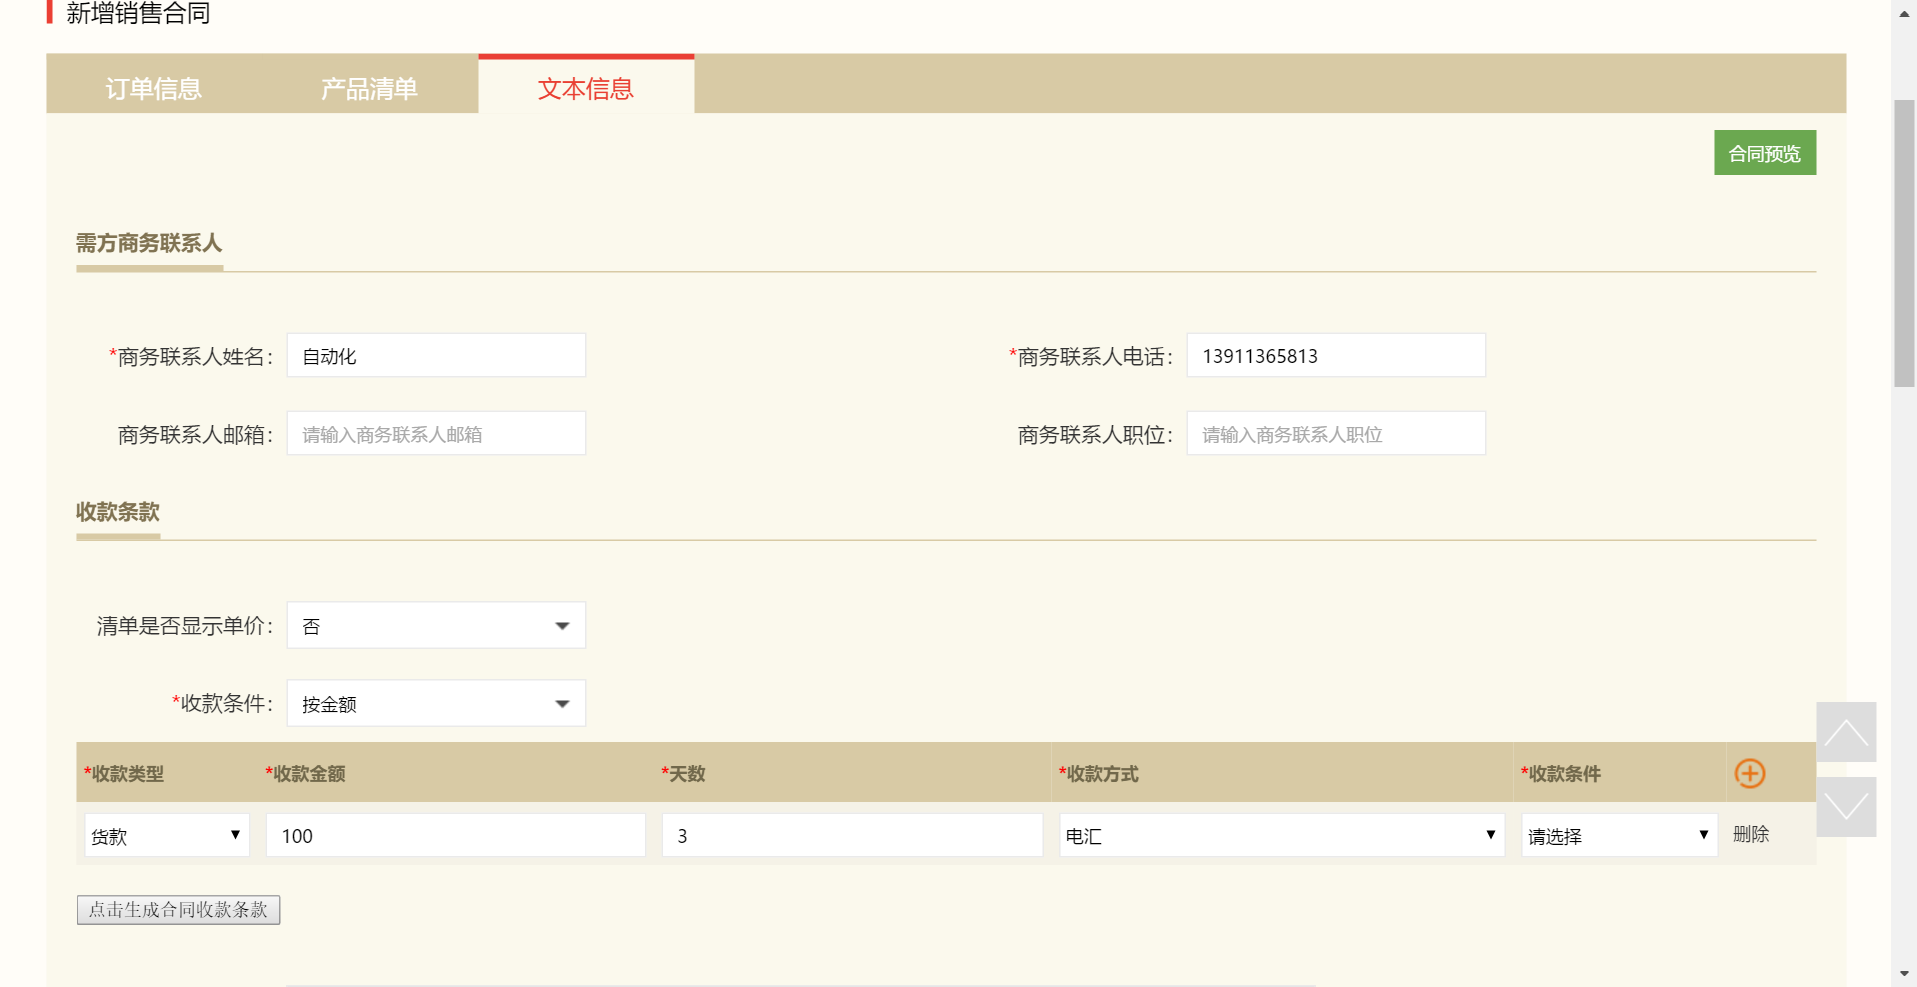 新增销售合同
订单信息 产品清单 文本信息
合同预览
需方商务联系人
*商务联系人姓名: 自动化 *商务联系人电话: 13911365813
商务联系人邮箱: 请输入商务联系人邮箱 商务联系人职位: 请输入商务联系人职位
收款条款
清单是否显示单价: 否
*收款条件: 按金额
*收款类型 *收款金额 *天数 *收款方式 *收款条件
货款 100 3 电汇 请选择 删除
点击生成合同收款条款